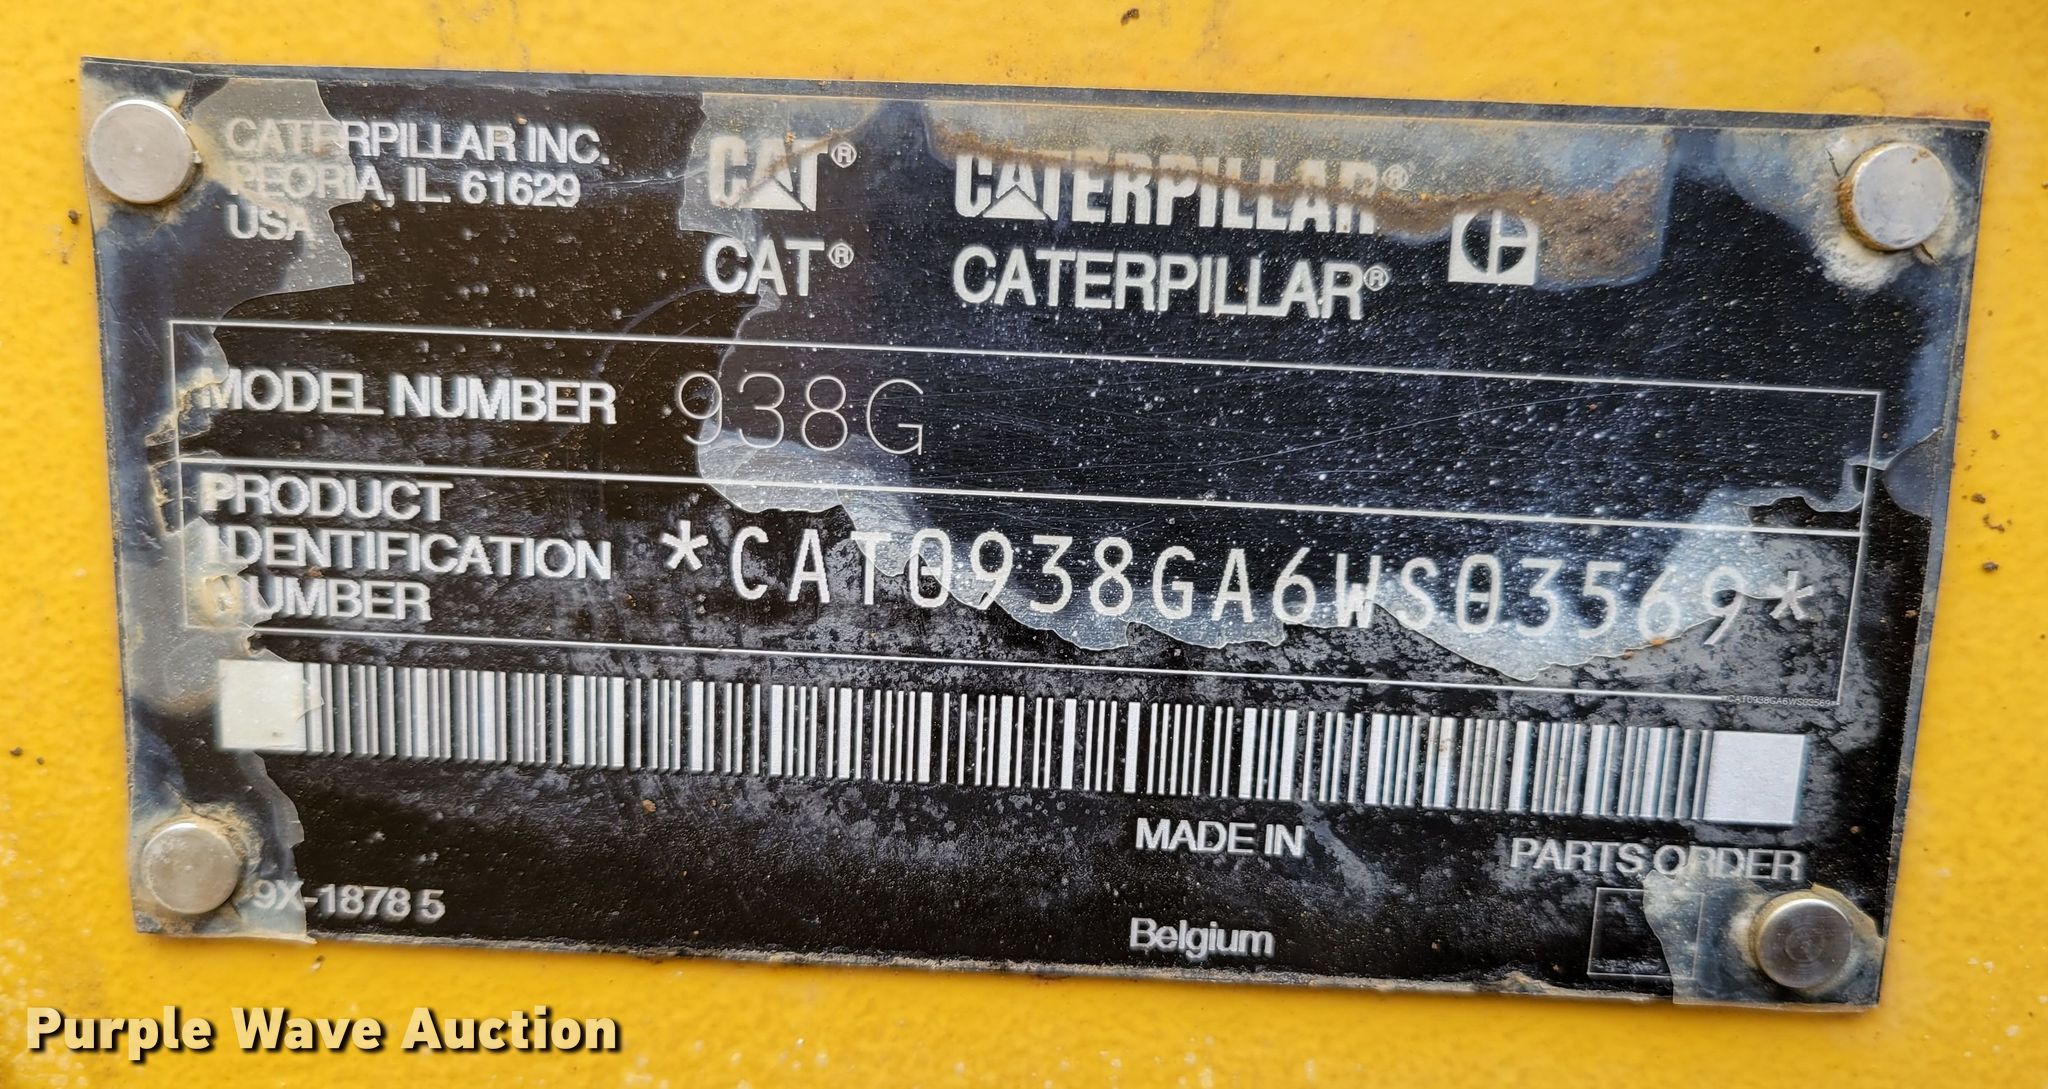 CATERPILLAR INC.
PEORIA, IL. 61629
USA
CAT® CATERPILLAR®
CAT® CATERPILLAR®
MODEL NUMBER 938G
PRODUCT
IDENTIFICATION
NUMBER
*CAT0938GA6WS03569*
*CAT0938GA6WS03569*
MADE IN
Belgium
PARTS ORDER
9X-1878 5
Purple Wave Auction